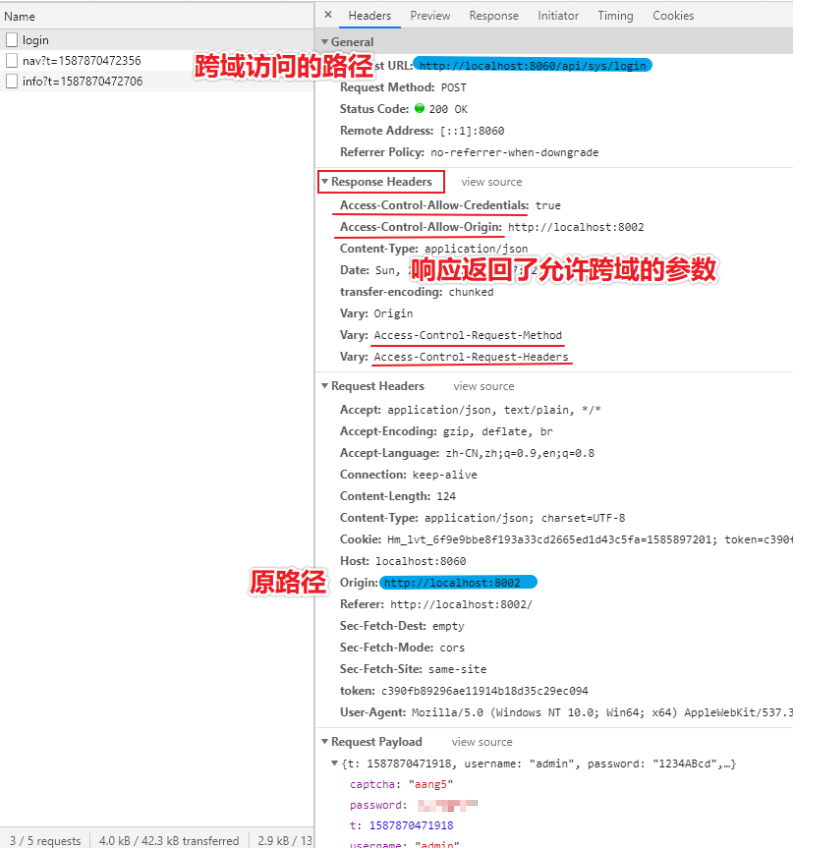 Name
× Headers Preview Response Initiator Timing Cookies
login
nav?t=1587870472356
info?t=1587870472706
跨域访问的路径
▼ General
st URL: http://localhost:8060/api/sys/login
Request Method: POST
Status Code: 200 OK
Remote Address: [::1]:8060
Referrer Policy: no-referrer-when-downgrade
▼ Response Headers view source
Access-Control-Allow-Credentials: true
Access-Control-Allow-Origin: http://localhost:8002
Content-Type: application/json
Date: Sun,
响应返回了允许跨域的参数
transfer-encoding: chunked
Vary: Origin
Vary: Access-Control-Request-Method
Vary: Access-Control-Request-Headers
▼ Request Headers view source
Accept: application/json, text/plain, */*
Accept-Encoding: gzip, deflate, br
Accept-Language: zh-CN,zh;q=0.9,en;q=0.8
Connection: keep-alive
Content-Length: 124
Content-Type: application/json; charset=UTF-8
Cookie: Hm_lvt_6f9e9bbe8f193a33cd2665ed1d43c5fa=1585897201; token=c390f
Host: localhost:8060
原路径
Origin: http://localhost:8002
Referer: http://localhost:8002/
Sec-Fetch-Dest: empty
Sec-Fetch-Mode: cors
Sec-Fetch-Site: same-site
token: c390fb89296ae11914b18d35c29ec094
User-Agent: Mozilla/5.0 (Windows NT 10.0; Win64; x64) AppleWebKit/537.3
▼ Request Payload view source
▼ {t: 1587870471918, username: "admin", password: "1234ABcd",…}
captcha: "aang5"
password:
t: 1587870471918
username: "admin"
3 / 5 requests 4.0 kB / 42.3 kB transferred 2.9 kB / 13